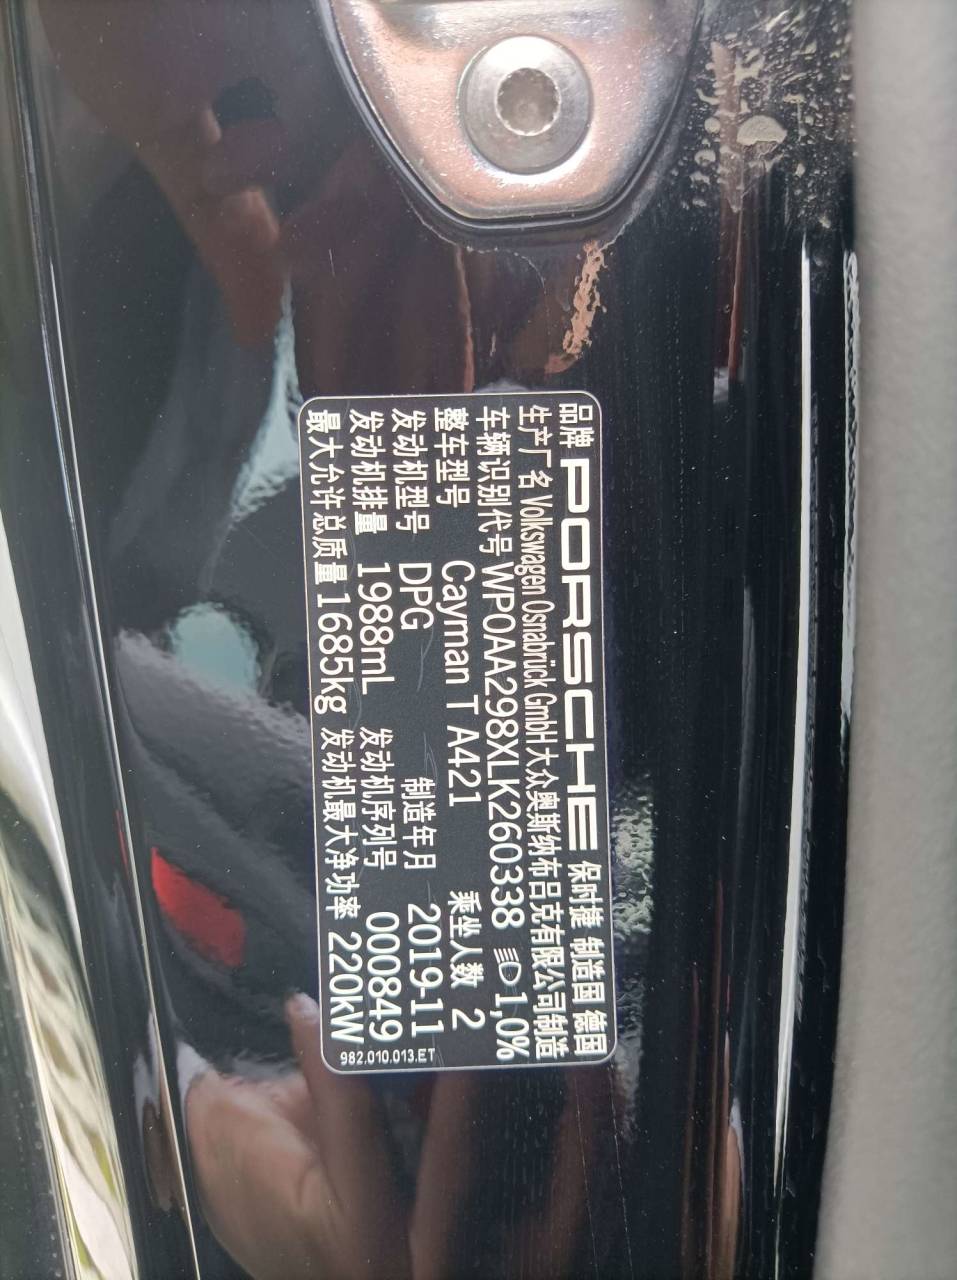 品牌 PORSCHE 保时捷 制造国 德国
生产厂名 Volkswagen Osnabrück GmbH 大众奥斯纳布吕克有限公司制造
车辆识别代号 WP0AA298XLK260338 1,0%
整车型号 Cayman T A421 乘坐人数 2
发动机型号 DPG 制造年月 2019-11
发动机排量 1988mL 发动机序列号 000849
最大允许总质量 1685kg 发动机最大净功率 220kW
982.010.013.ET